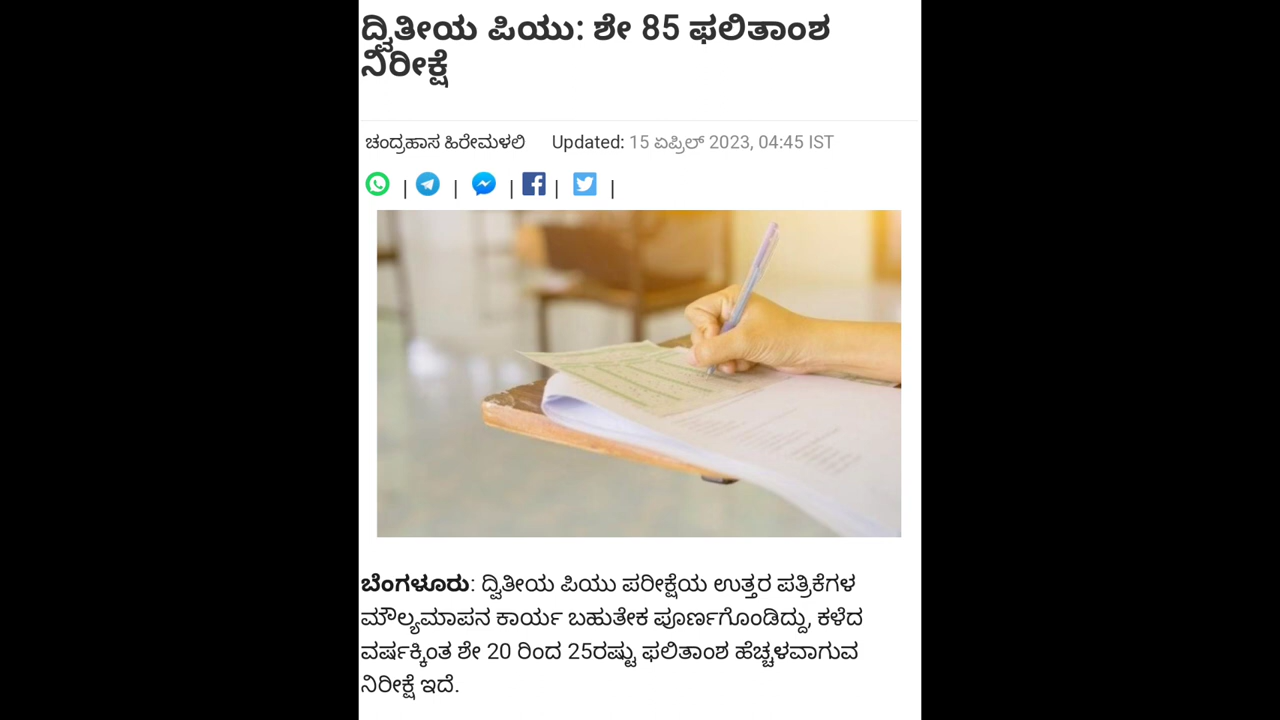 ದ್ವಿತೀಯ ಪಿಯು: ಶೇ 85 ಫಲಿತಾಂಶ
ನಿರೀಕ್ಷೆ
ಚಂದ್ರಹಾಸ ಹಿರೇಮಳಲಿ Updated: 15 ಏಪ್ರಿಲ್ 2023, 04:45 IST
| | | | |
ಬೆಂಗಳೂರು: ದ್ವಿತೀಯ ಪಿಯು ಪರೀಕ್ಷೆಯ ಉತ್ತರ ಪತ್ರಿಕೆಗಳ
ಮೌಲ್ಯಮಾಪನ ಕಾರ್ಯ ಬಹುತೇಕ ಪೂರ್ಣಗೊಂಡಿದ್ದು, ಕಳೆದ
ವರ್ಷಕ್ಕಿಂತ ಶೇ 20 ರಿಂದ 25ರಷ್ಟು ಫಲಿತಾಂಶ ಹೆಚ್ಚಳವಾಗುವ
ನಿರೀಕ್ಷೆ ಇದೆ.